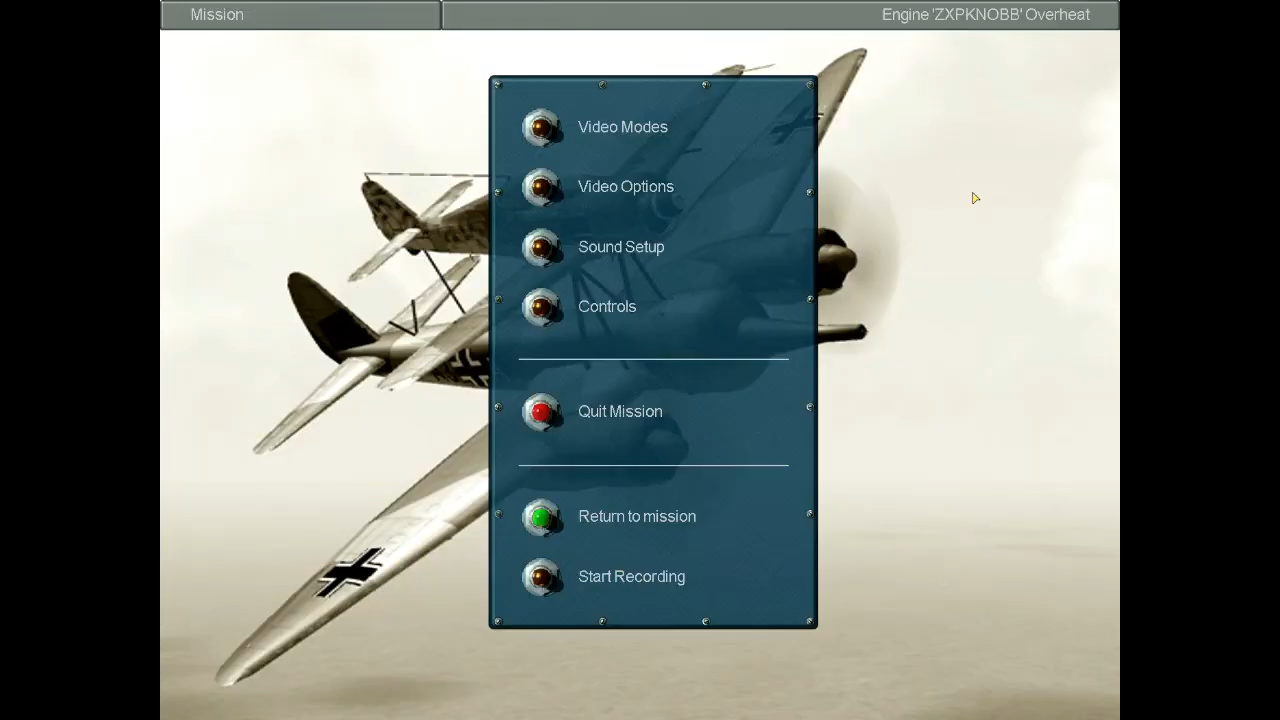 Mission
Engine 'ZXPKNOBB' Overheat
Video Modes
Video Options
Sound Setup
Controls
Quit Mission
Return to mission
Start Recording